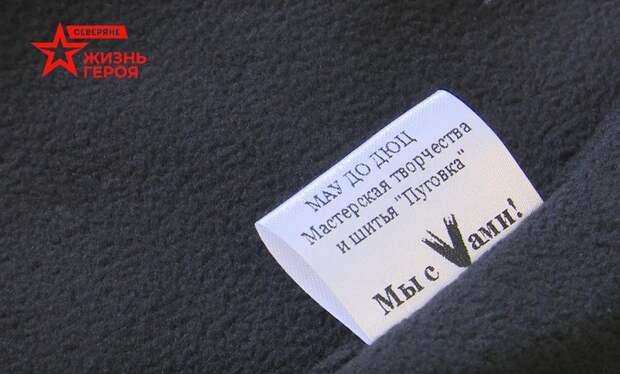 СЕВЕРЯНЕ
ЖИЗНЬ
ГЕРОЯ
МАУ ДО ДЮЦ
Мастерская творчества
и шитья "Пуговка"
Мы с Vами!